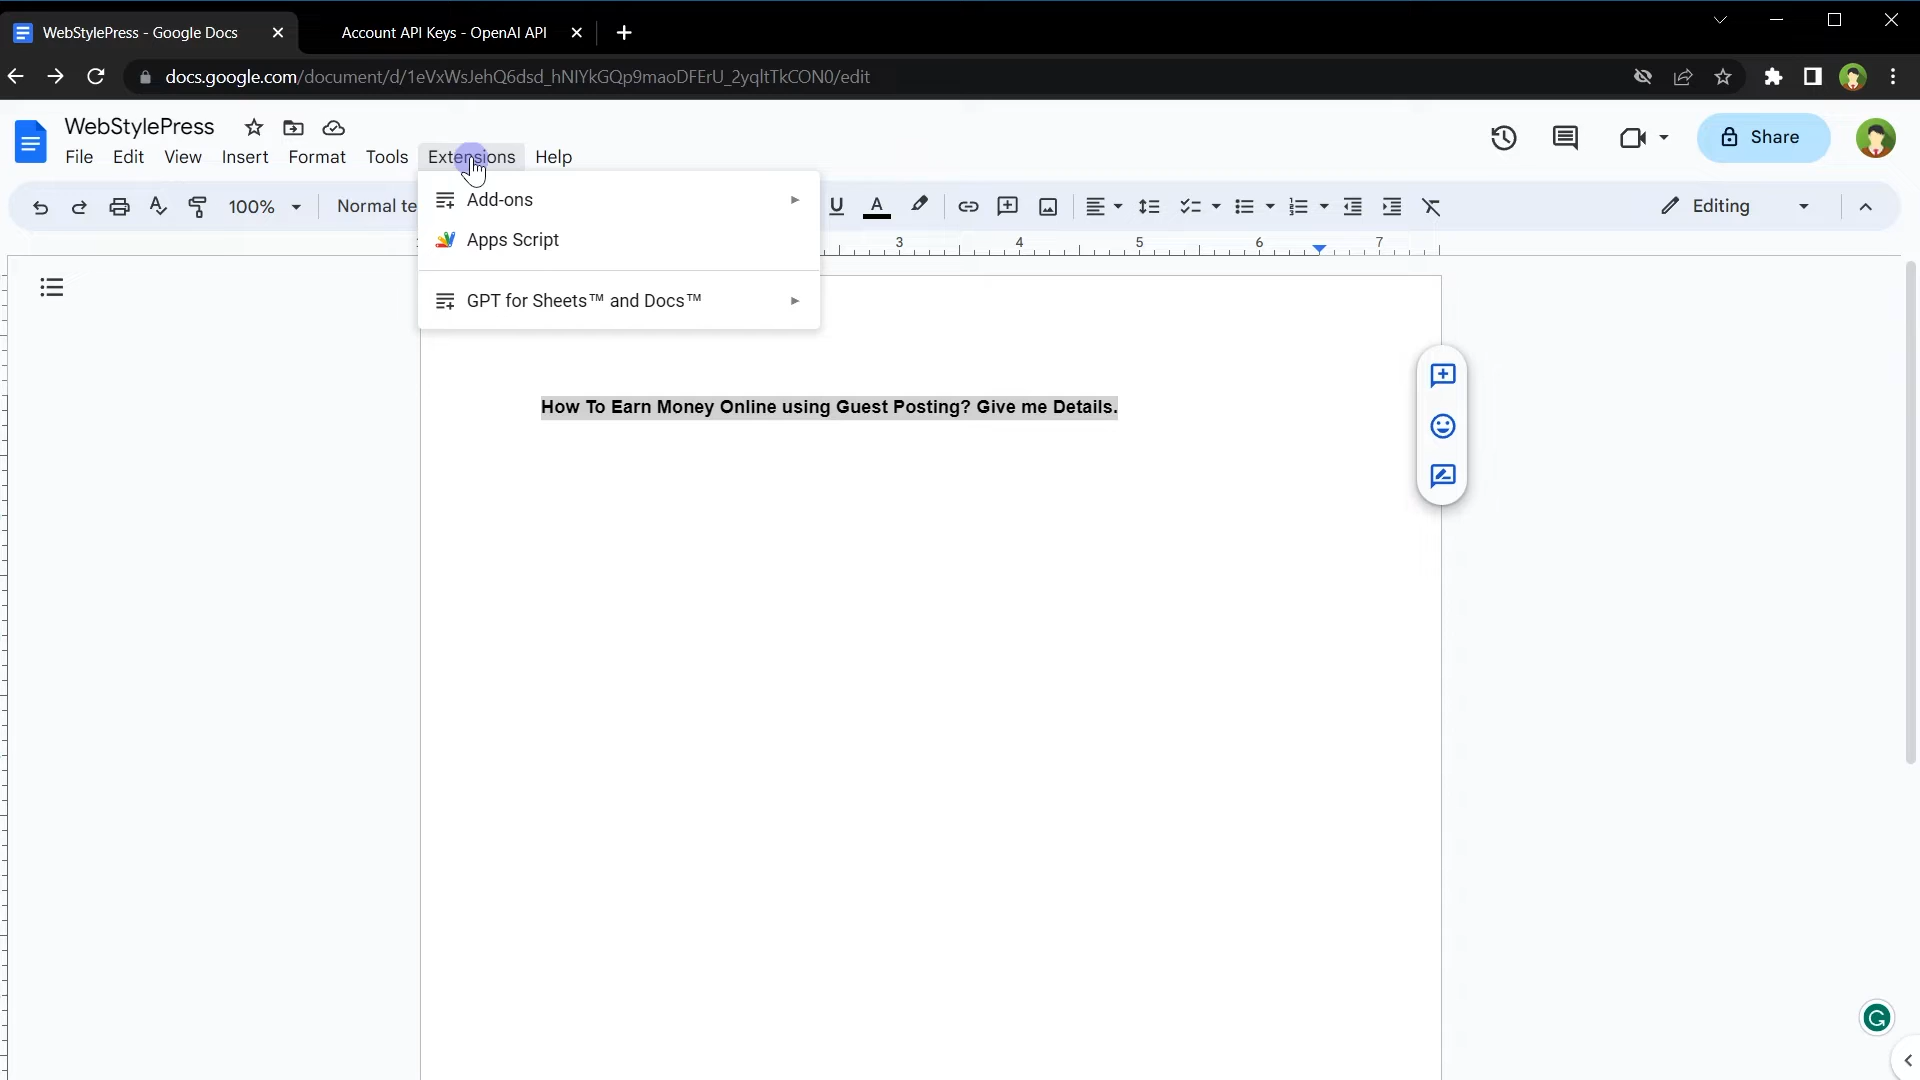 WebStylePress - Google Docs
Account API Keys - OpenAI API
docs.google.com/document/d/1eVxWsJehQ6dsd_hNIYkGQp9maoDFErU_2yqltTkCON0/edit
WebStylePress
Share
File Edit View Insert Format Tools Extensions Help
100% Normal te
Editing
3 4 5 6 7
Add-ons
Apps Script
GPT for Sheets™ and Docs™
How To Earn Money Online using Guest Posting? Give me Details.